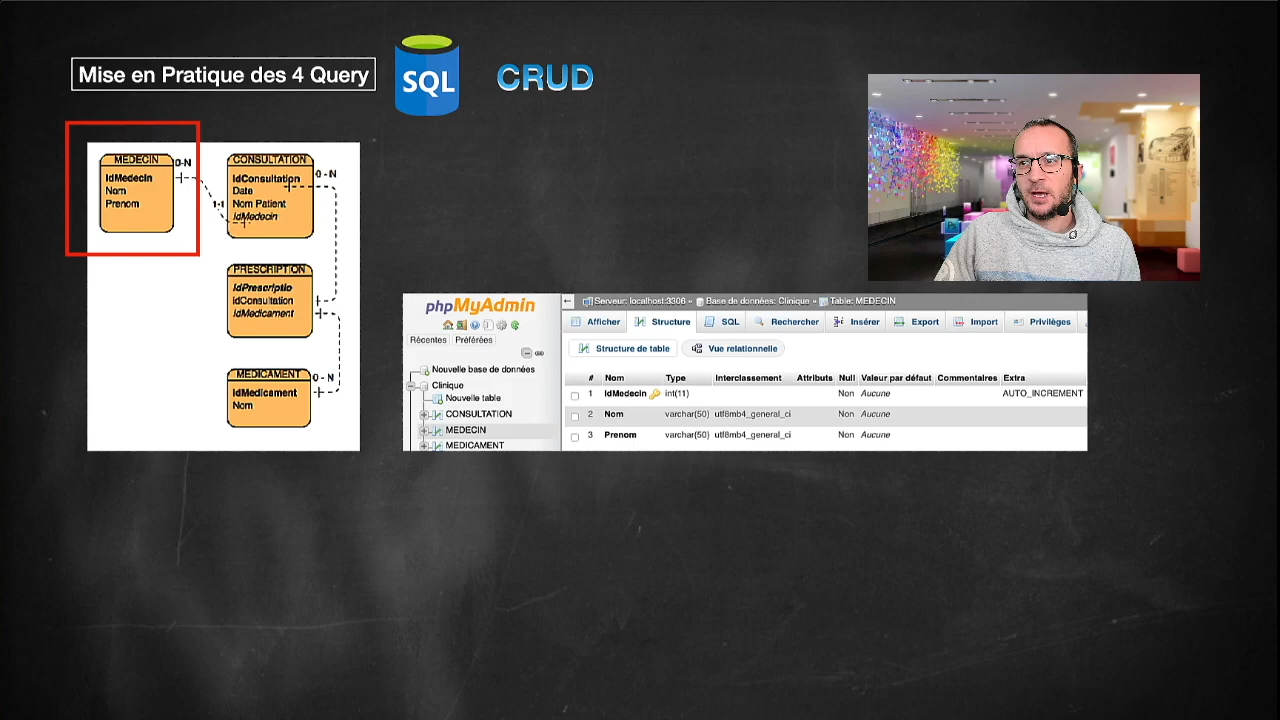 Mise en Pratique des 4 Query
SQL
CRUD
MEDECIN
IdMedecin
Nom
Prenom
0-N
1-1
CONSULTATION
IdConsultation
Date
Nom Patient
IdMedecin
0 - N
PRESCRIPTION
IdPrescriptio
idConsultation
IdMedicament
MEDICAMENT
IdMedicament
Nom
0 - N
phpMyAdmin
Récentes Préférées
Nouvelle base de données
Clinique
Nouvelle table
CONSULTATION
MEDECIN
MEDICAMENT
Serveur: localhost:3306 » Base de données: Clinique » Table: MEDECIN
Afficher Structure SQL Rechercher Insérer Export Import Privilèges
Structure de table Vue relationnelle
# Nom Type Interclassement Attributs Null Valeur par défaut Commentaires Extra
1 IdMedecin int(11) Non Aucune AUTO_INCREMENT
2 Nom varchar(50) utf8mb4_general_ci Non Aucune
3 Prenom varchar(50) utf8mb4_general_ci Non Aucune